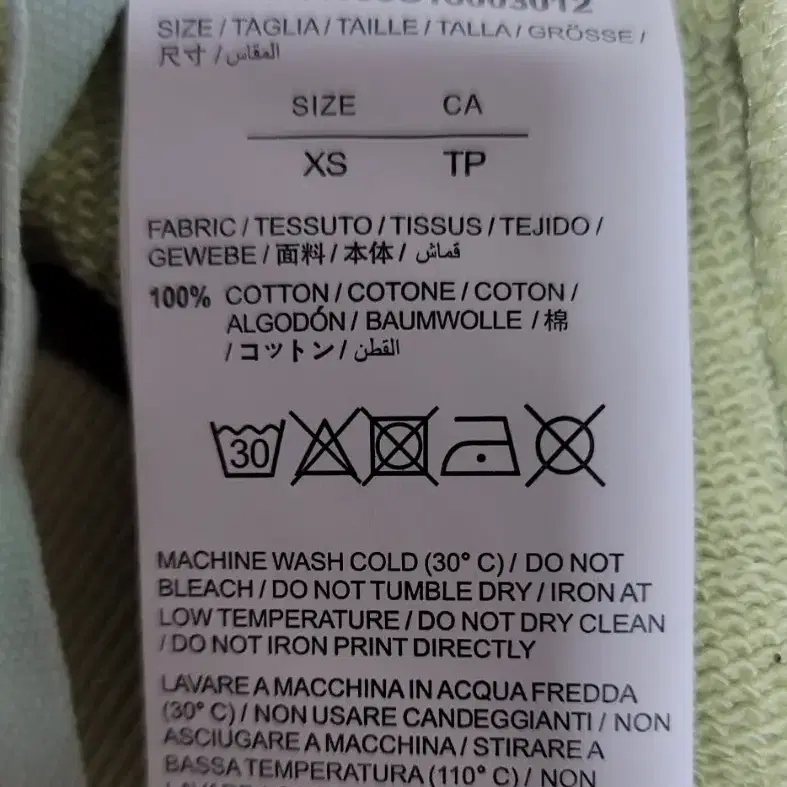 SIZE / TAGLIA / TAILLE / TALLA / GRÖSSE /
尺寸 / المقاس
SIZE CA
XS TP
FABRIC / TESSUTO / TISSUS / TEJIDO /
GEWEBE / 面料 / 本体 / قماش
100% COTTON / COTONE / COTON /
ALGODÓN / BAUMWOLLE / 棉
/ コットン / القطن
30
MACHINE WASH COLD (30° C) / DO NOT
BLEACH / DO NOT TUMBLE DRY / IRON AT
LOW TEMPERATURE / DO NOT DRY CLEAN
/ DO NOT IRON PRINT DIRECTLY
LAVARE A MACCHINA IN ACQUA FREDDA
(30° C) / NON USARE CANDEGGIANTI / NON
ASCIUGARE A MACCHINA / STIRARE A
BASSA TEMPERATURA (110° C) / NON